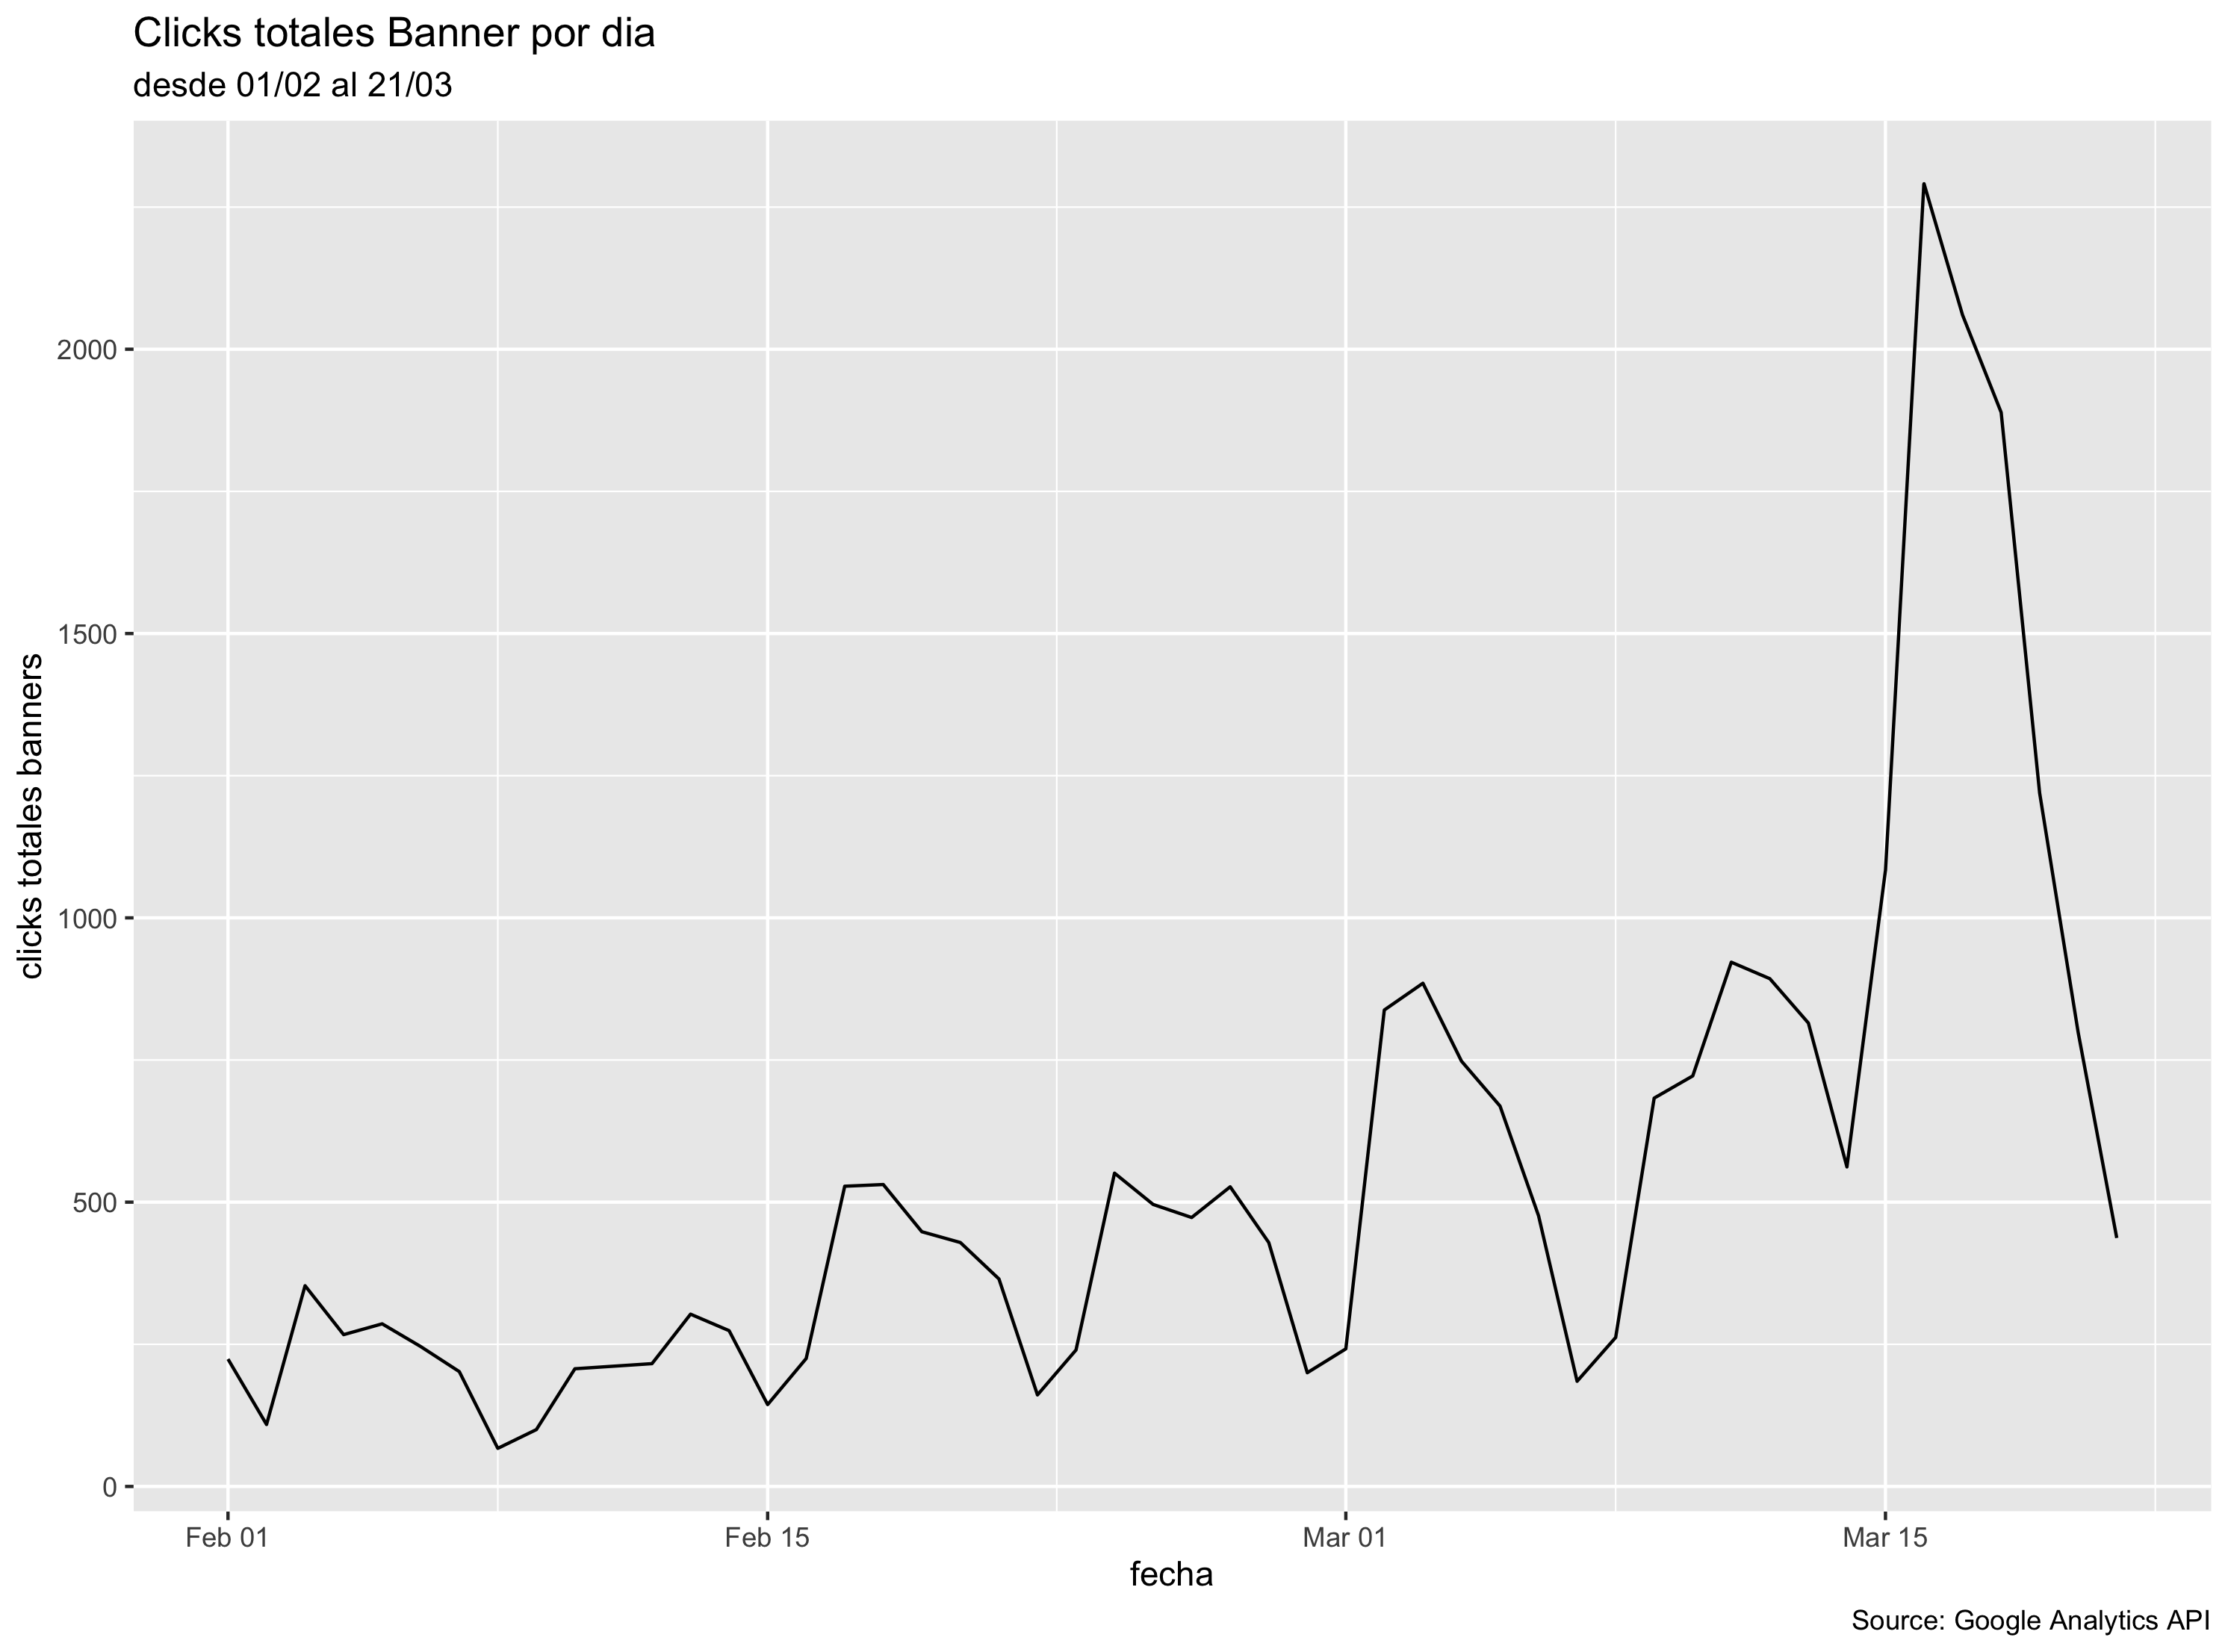 Clicks totales Banner por dia
desde 01/02 al 21/03
clicks totales banners
2000
1500
1000
500
0
Feb 01
Feb 15
Mar 01
Mar 15
fecha
Source: Google Analytics API